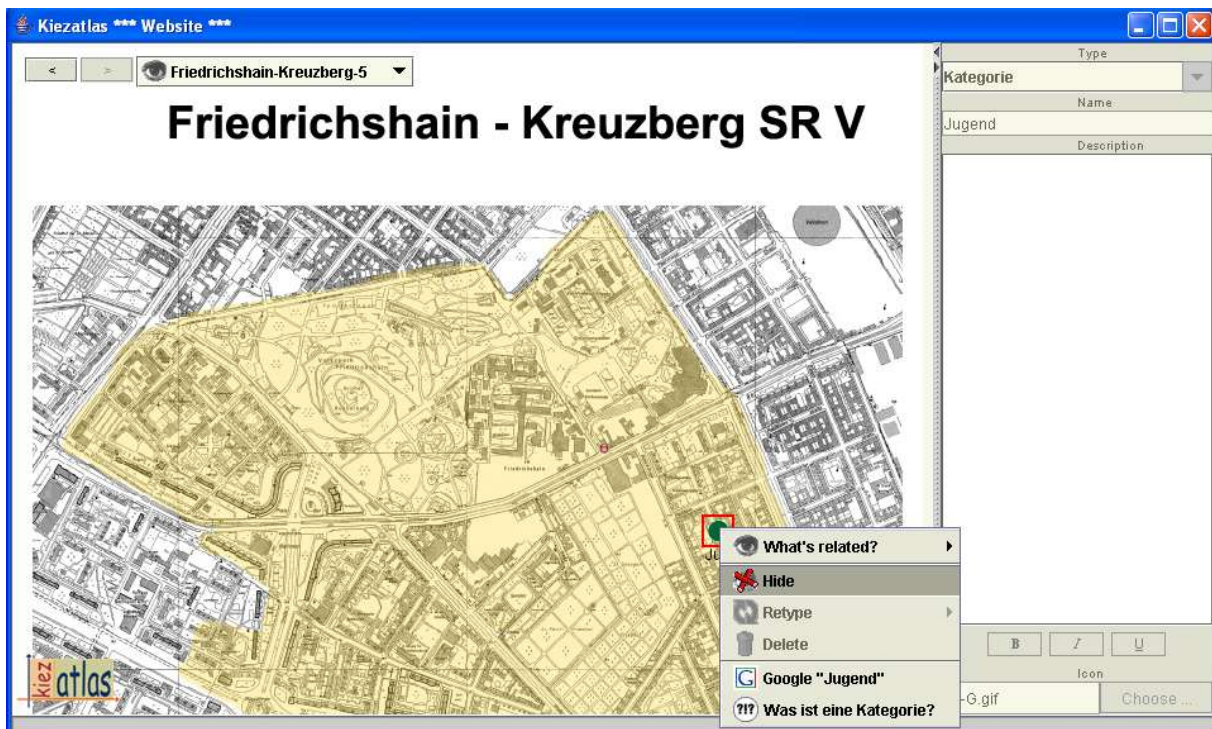 Kiezatlas *** Website ***
<
>
Friedrichshain-Kreuzberg-5
Friedrichshain - Kreuzberg SR V
Friedrichshain
kiez
atlas
What's related?
Hide
Retype
Delete
Google "Jugend"
?!?
Was ist eine Kategorie?
Type
Kategorie
Name
Jugend
Description
B
I
U
Icon
-G.gif
Choose ...